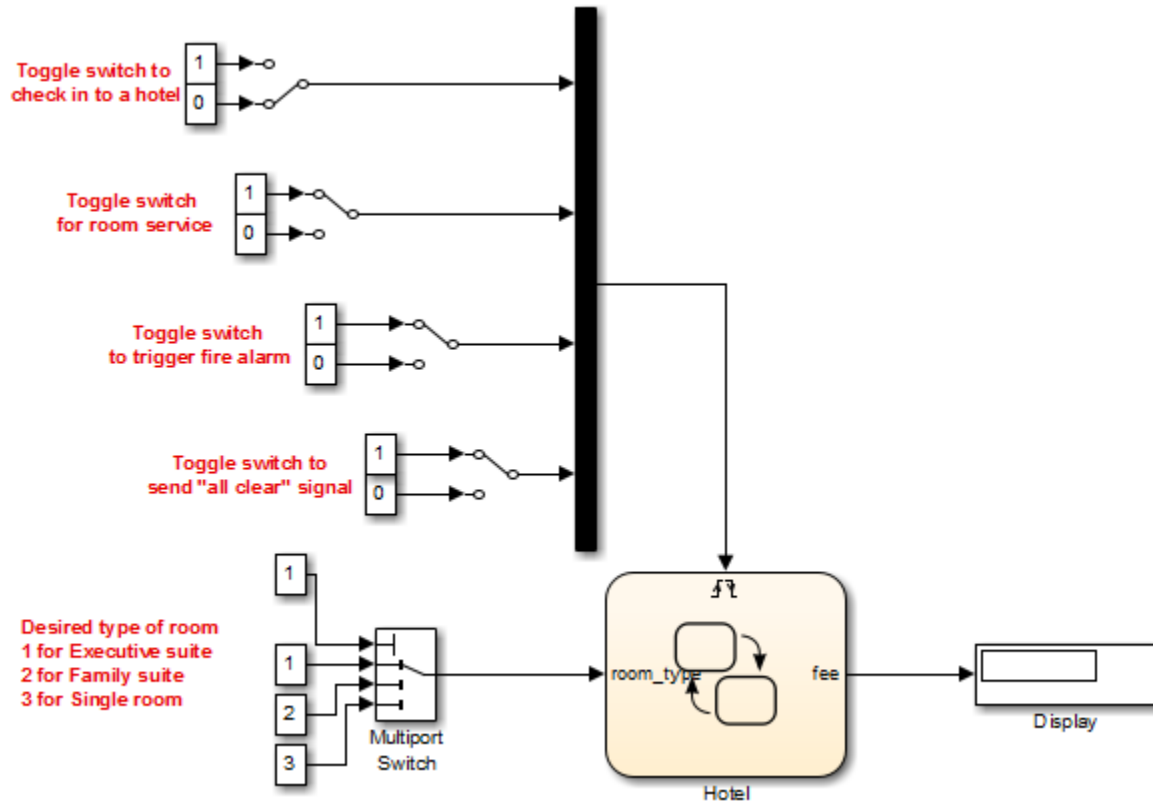 Toggle switch to
check in to a hotel
1
0
Toggle switch
for room service
1
0
Toggle switch
to trigger fire alarm
1
0
Toggle switch to
send "all clear" signal
1
0
1
Desired type of room
1 for Executive suite
2 for Family suite
3 for Single room
1
2
3
Multiport
Switch
room_type
fee
Hotel
Display